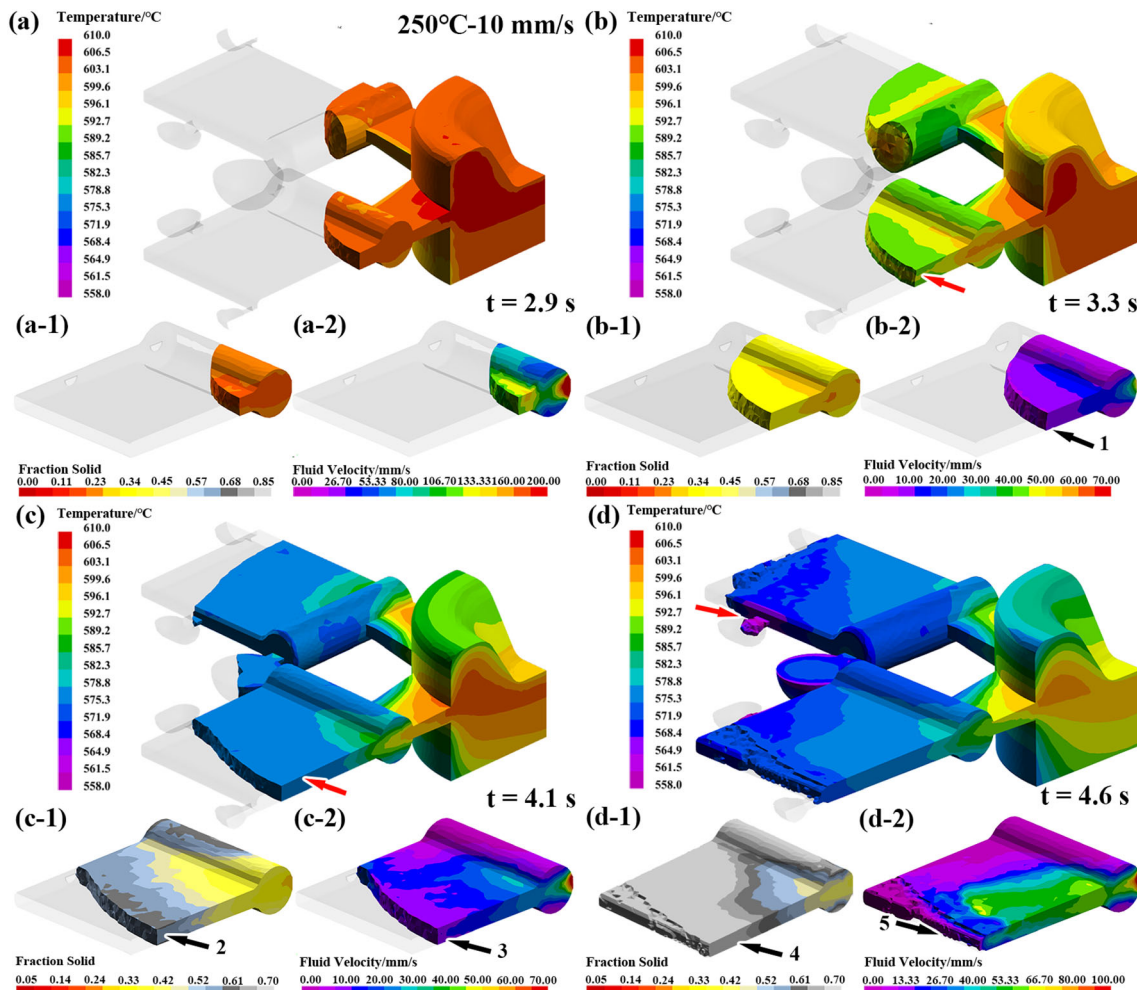 (a)
Temperature/°C
250°C-10 mm/s
610.0
606.5
603.1
599.6
596.1
592.7
589.2
585.7
582.3
578.8
575.3
571.9
568.4
564.9
561.5
558.0
t = 2.9 s
(b)
Temperature/°C
610.0
606.5
603.1
599.6
596.1
592.7
589.2
585.7
582.3
578.8
575.3
571.9
568.4
564.9
561.5
558.0
t = 3.3 s
(a-1)
(a-2)
(b-1)
(b-2)
1
Fraction Solid
0.00 0.11 0.23 0.34 0.45 0.57 0.68 0.85
Fluid Velocity/mm/s
0.00 26.70 53.33 80.00 106.70 133.33 160.00 200.00
Fraction Solid
0.00 0.11 0.23 0.34 0.45 0.57 0.68 0.85
Fluid Velocity/mm/s
0.00 10.00 20.00 30.00 40.00 50.00 60.00 70.00
(c)
Temperature/°C
610.0
606.5
603.1
599.6
596.1
592.7
589.2
585.7
582.3
578.8
575.3
571.9
568.4
564.9
561.5
558.0
t = 4.1 s
(d)
Temperature/°C
610.0
606.5
603.1
599.6
596.1
592.7
589.2
585.7
582.3
578.8
575.3
571.9
568.4
564.9
561.5
558.0
t = 4.6 s
(c-1)
2
(c-2)
3
(d-1)
4
(d-2)
5
Fraction Solid
0.05 0.14 0.24 0.33 0.42 0.52 0.61 0.70
Fluid Velocity/mm/s
0.00 10.00 20.00 30.00 40.00 50.00 60.00 70.00
Fraction Solid
0.05 0.14 0.24 0.33 0.42 0.52 0.61 0.70
Fluid Velocity/mm/s
0.00 13.33 26.70 40.00 53.33 66.70 80.00 100.00